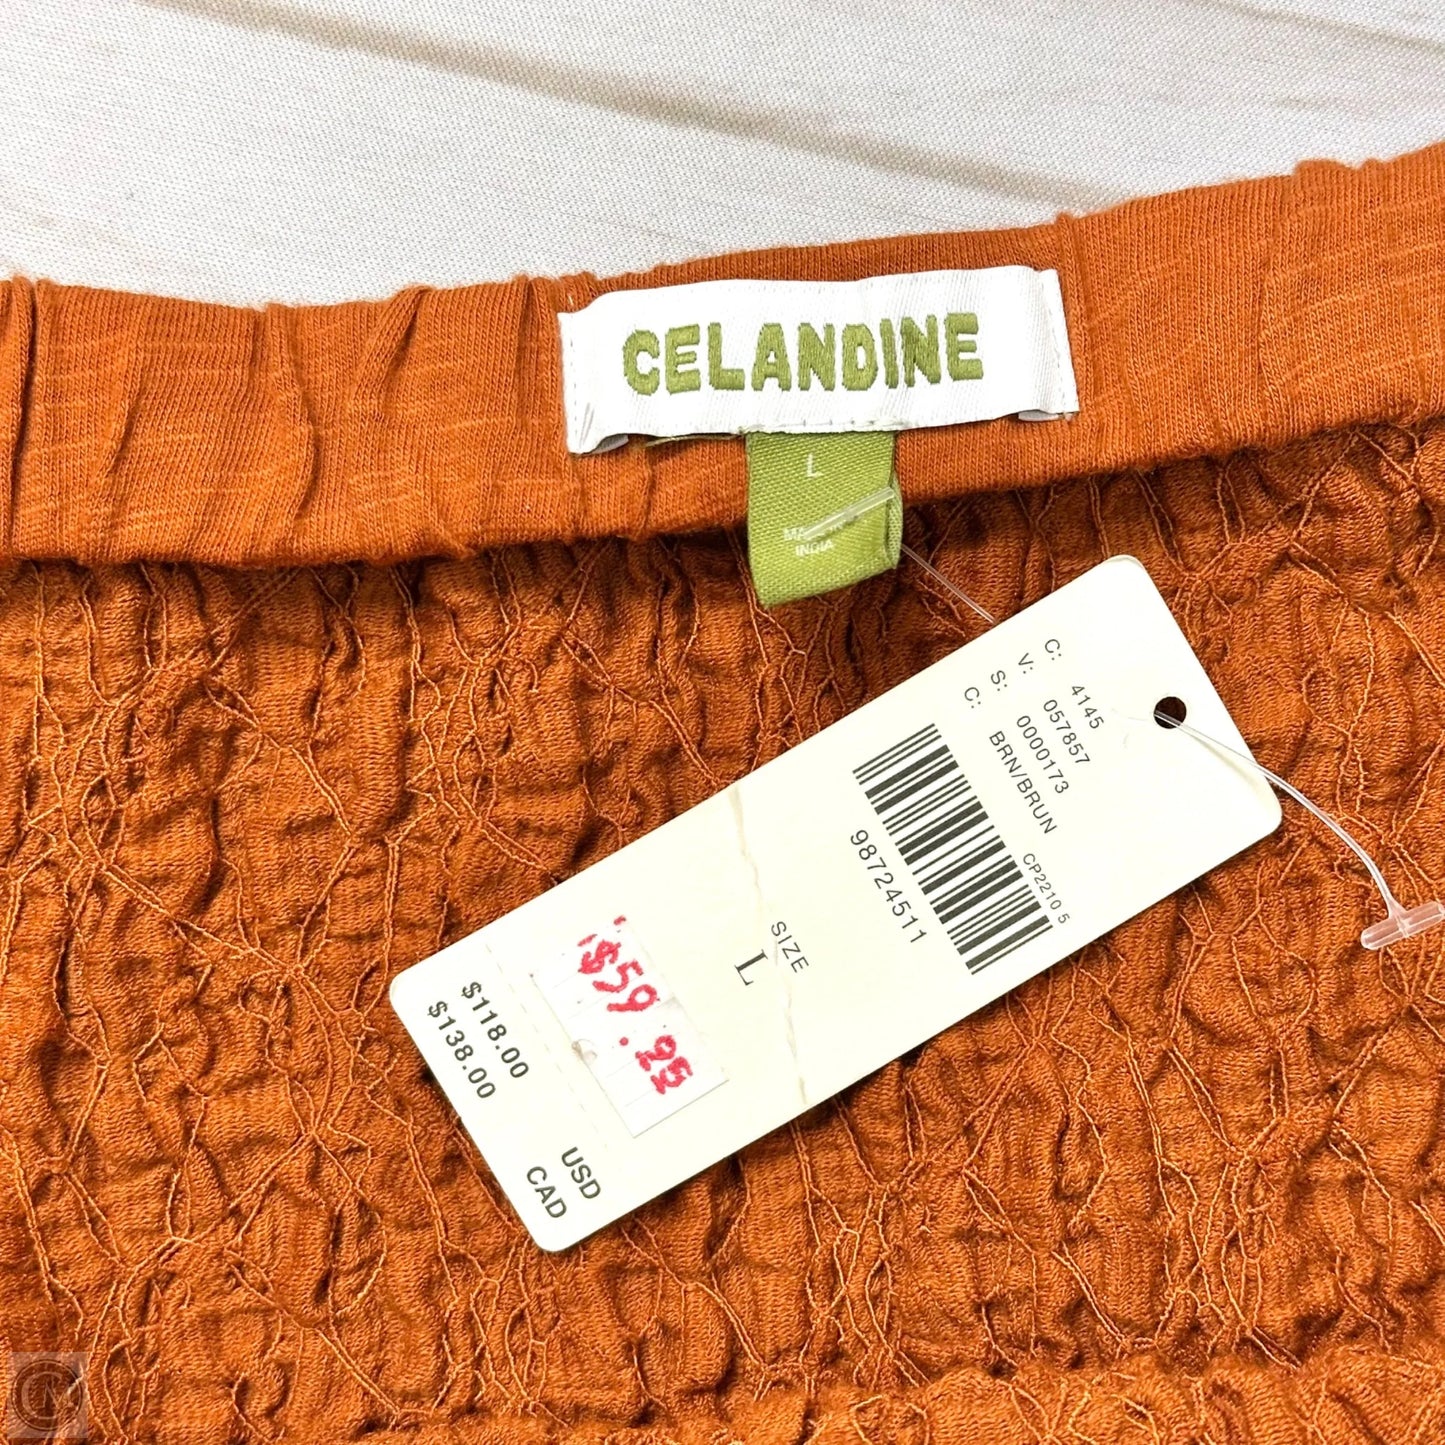 CELANDINE
L
MADE IN
INDIA
C: 4145
V: 057857
S: 0000173
C: BRN/BRUN
CP2210 5
98724511
SIZE
L
$59.25
$118.00 USD
$138.00 CAD